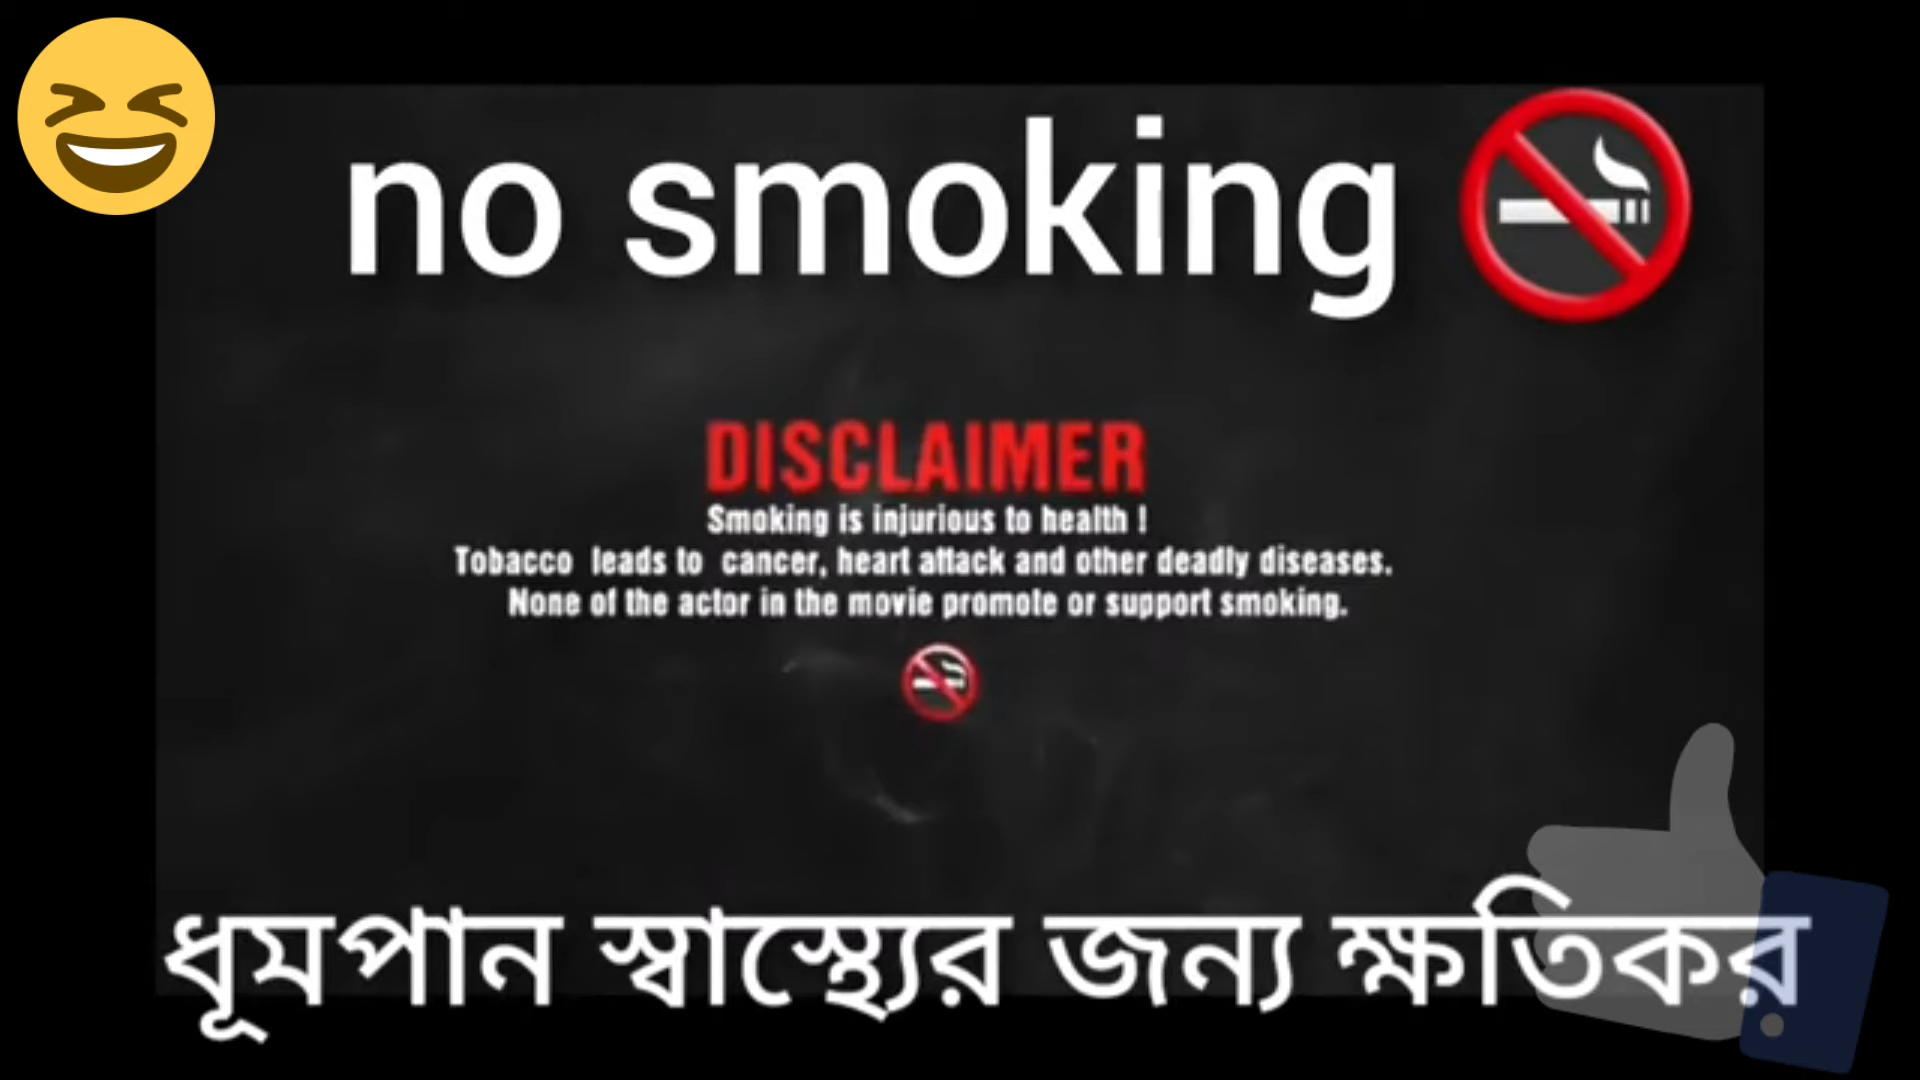 no smoking
DISCLAIMER
Smoking is injurious to health !
Tobacco leads to cancer, heart attack and other deadly diseases.
None of the actor in the movie promote or support smoking.
ধূমপান স্বাস্থ্যের জন্য ক্ষতিকর